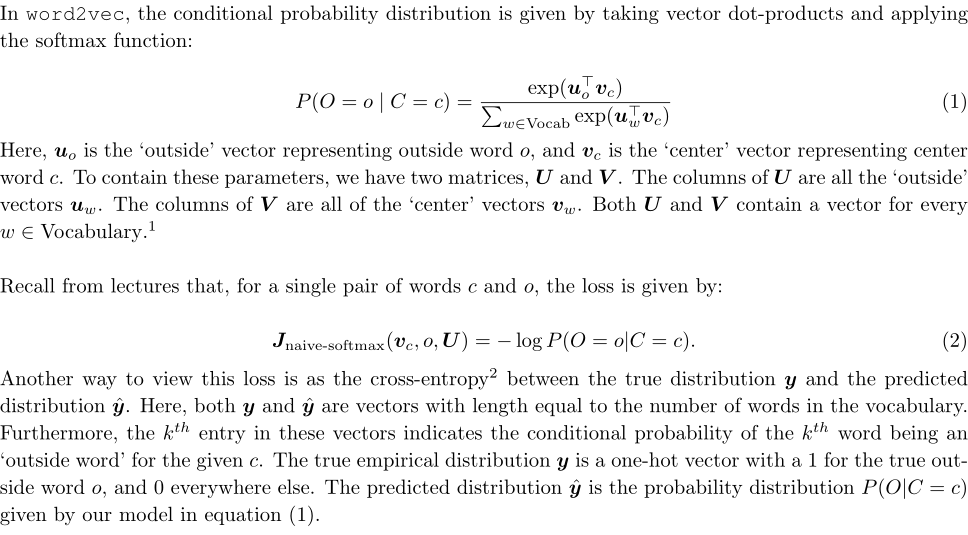 In word2vec, the conditional probability distribution is given by taking vector dot-products and applying
the softmax function:
P(O = o | C = c) = exp(u_o^⊤ v_c) / ∑_{w∈Vocab} exp(u_w^⊤ v_c) (1)
Here, u_o is the ‘outside’ vector representing outside word o, and v_c is the ‘center’ vector representing center
word c. To contain these parameters, we have two matrices, U and V. The columns of U are all the ‘outside’
vectors u_w. The columns of V are all of the ‘center’ vectors v_w. Both U and V contain a vector for every
w ∈ Vocabulary.¹
Recall from lectures that, for a single pair of words c and o, the loss is given by:
J_{naive-softmax}(v_c, o, U) = − log P(O = o|C = c). (2)
Another way to view this loss is as the cross-entropy² between the true distribution y and the predicted
distribution ŷ. Here, both y and ŷ are vectors with length equal to the number of words in the vocabulary.
Furthermore, the k^{th} entry in these vectors indicates the conditional probability of the k^{th} word being an
‘outside word’ for the given c. The true empirical distribution y is a one-hot vector with a 1 for the true out-
side word o, and 0 everywhere else. The predicted distribution ŷ is the probability distribution P(O|C = c)
given by our model in equation (1).